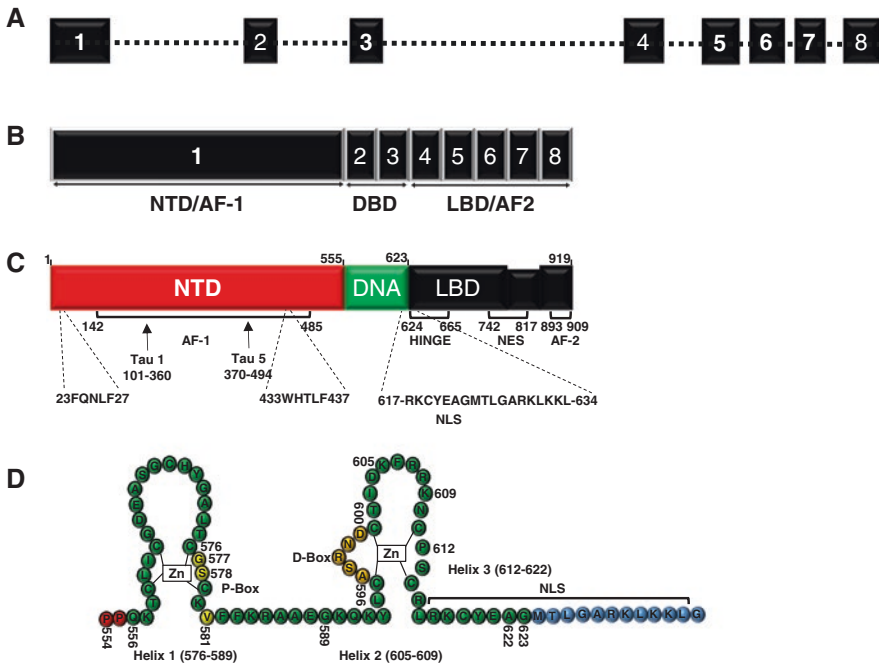 A
1 2 3 4 5 6 7 8
B
1 2 3 4 5 6 7 8
NTD/AF-1 DBD LBD/AF2
C
1 555 623 919
NTD DNA LBD
142 485 624 665 742 817 893 909
AF-1 HINGE NES AF-2
Tau 1 Tau 5
101-360 370-494
23FQNLF27 433WHTLF437 617-RKCYEAGMTLGARKLKKL-634
NLS
D
PPQKTCLICGDEASGCHYGALTCGSCKVFFKRAAEGKQKYLCASRNDCTIDKFRRKNCPSCRLRKCYEAGMTLGARKLKKLG
Zn
576
577
578
P-Box
554
556
581
589
Helix 1 (576-589)
D-Box
Zn
596
600
605
609
612
Helix 2 (605-609)
Helix 3 (612-622)
NLS
622
623